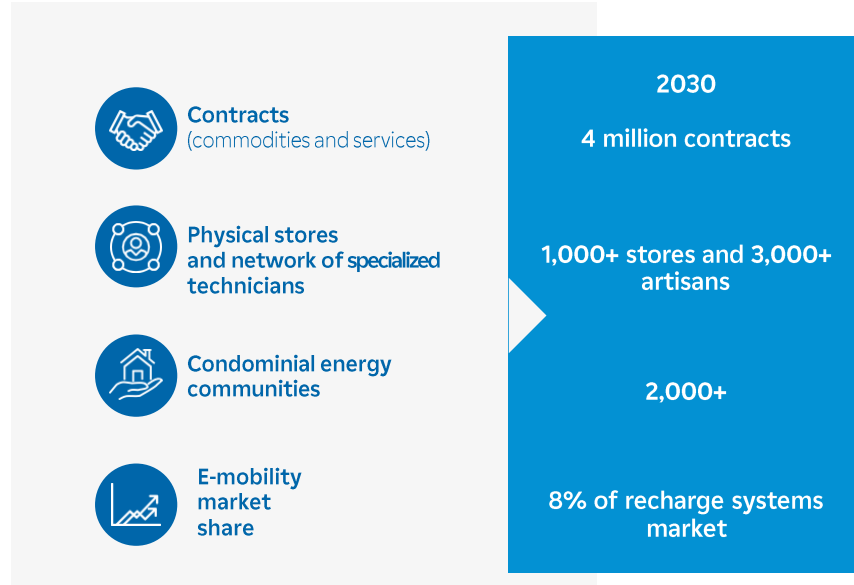 2030
Contracts
(commodities and services)
4 million contracts
Physical stores
and network of specialized
technicians
1,000+ stores and 3,000+
artisans
Condominial energy
communities
2,000+
E-mobility
market
share
8% of recharge systems
market